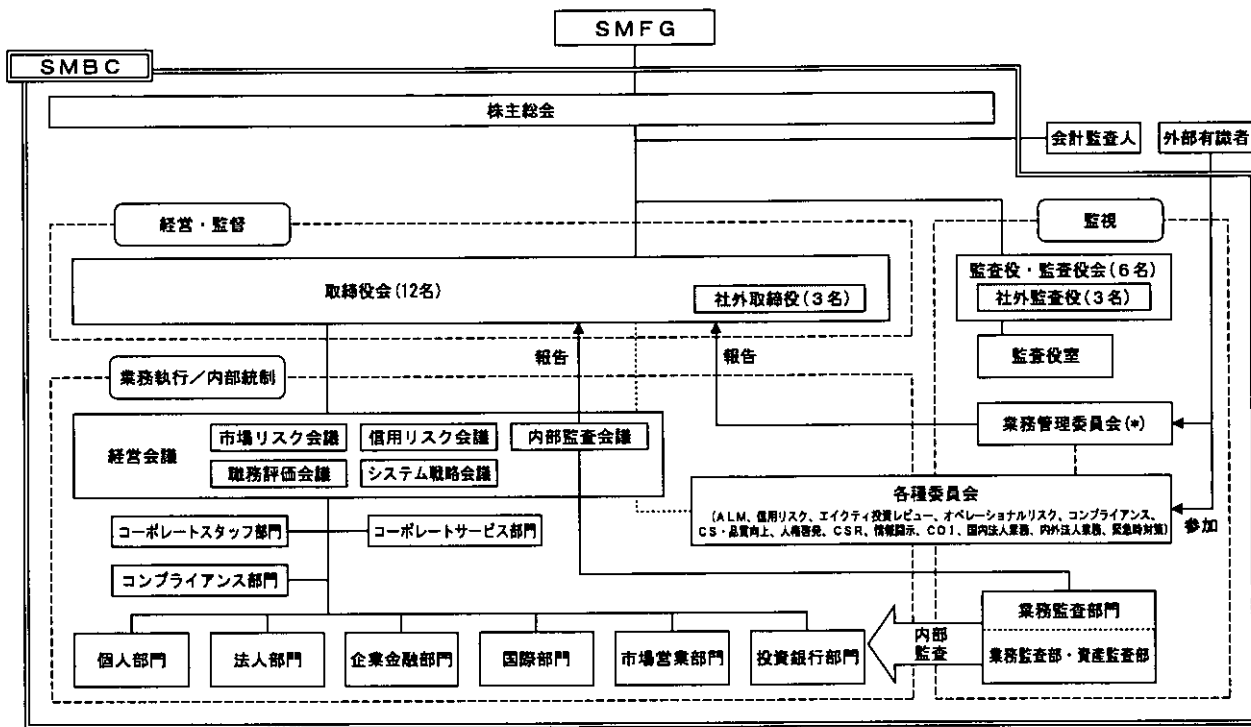 SMFG
SMBC
株主総会
会計監査人
外部有識者
経営・監督
監視
取締役会(12名)
社外取締役(3名)
監査役・監査役会(6名)
社外監査役(3名)
監査役室
報告
報告
業務執行/内部統制
経営会議
市場リスク会議
信用リスク会議
内部監査会議
職務評価会議
システム戦略会議
業務管理委員会(*)
各種委員会
(ALM、信用リスク、エイクティ投資レビュー、オペレーショナルリスク、コンプライアンス、
CS・品質向上、人権啓発、CSR、情報開示、COI、国内法人業務、内外法人業務、緊急時対策)
参加
コーポレートスタッフ部門
コーポレートサービス部門
コンプライアンス部門
個人部門
法人部門
企業金融部門
国際部門
市場営業部門
投資銀行部門
内部
監査
業務監査部門
業務監査部・資産監査部